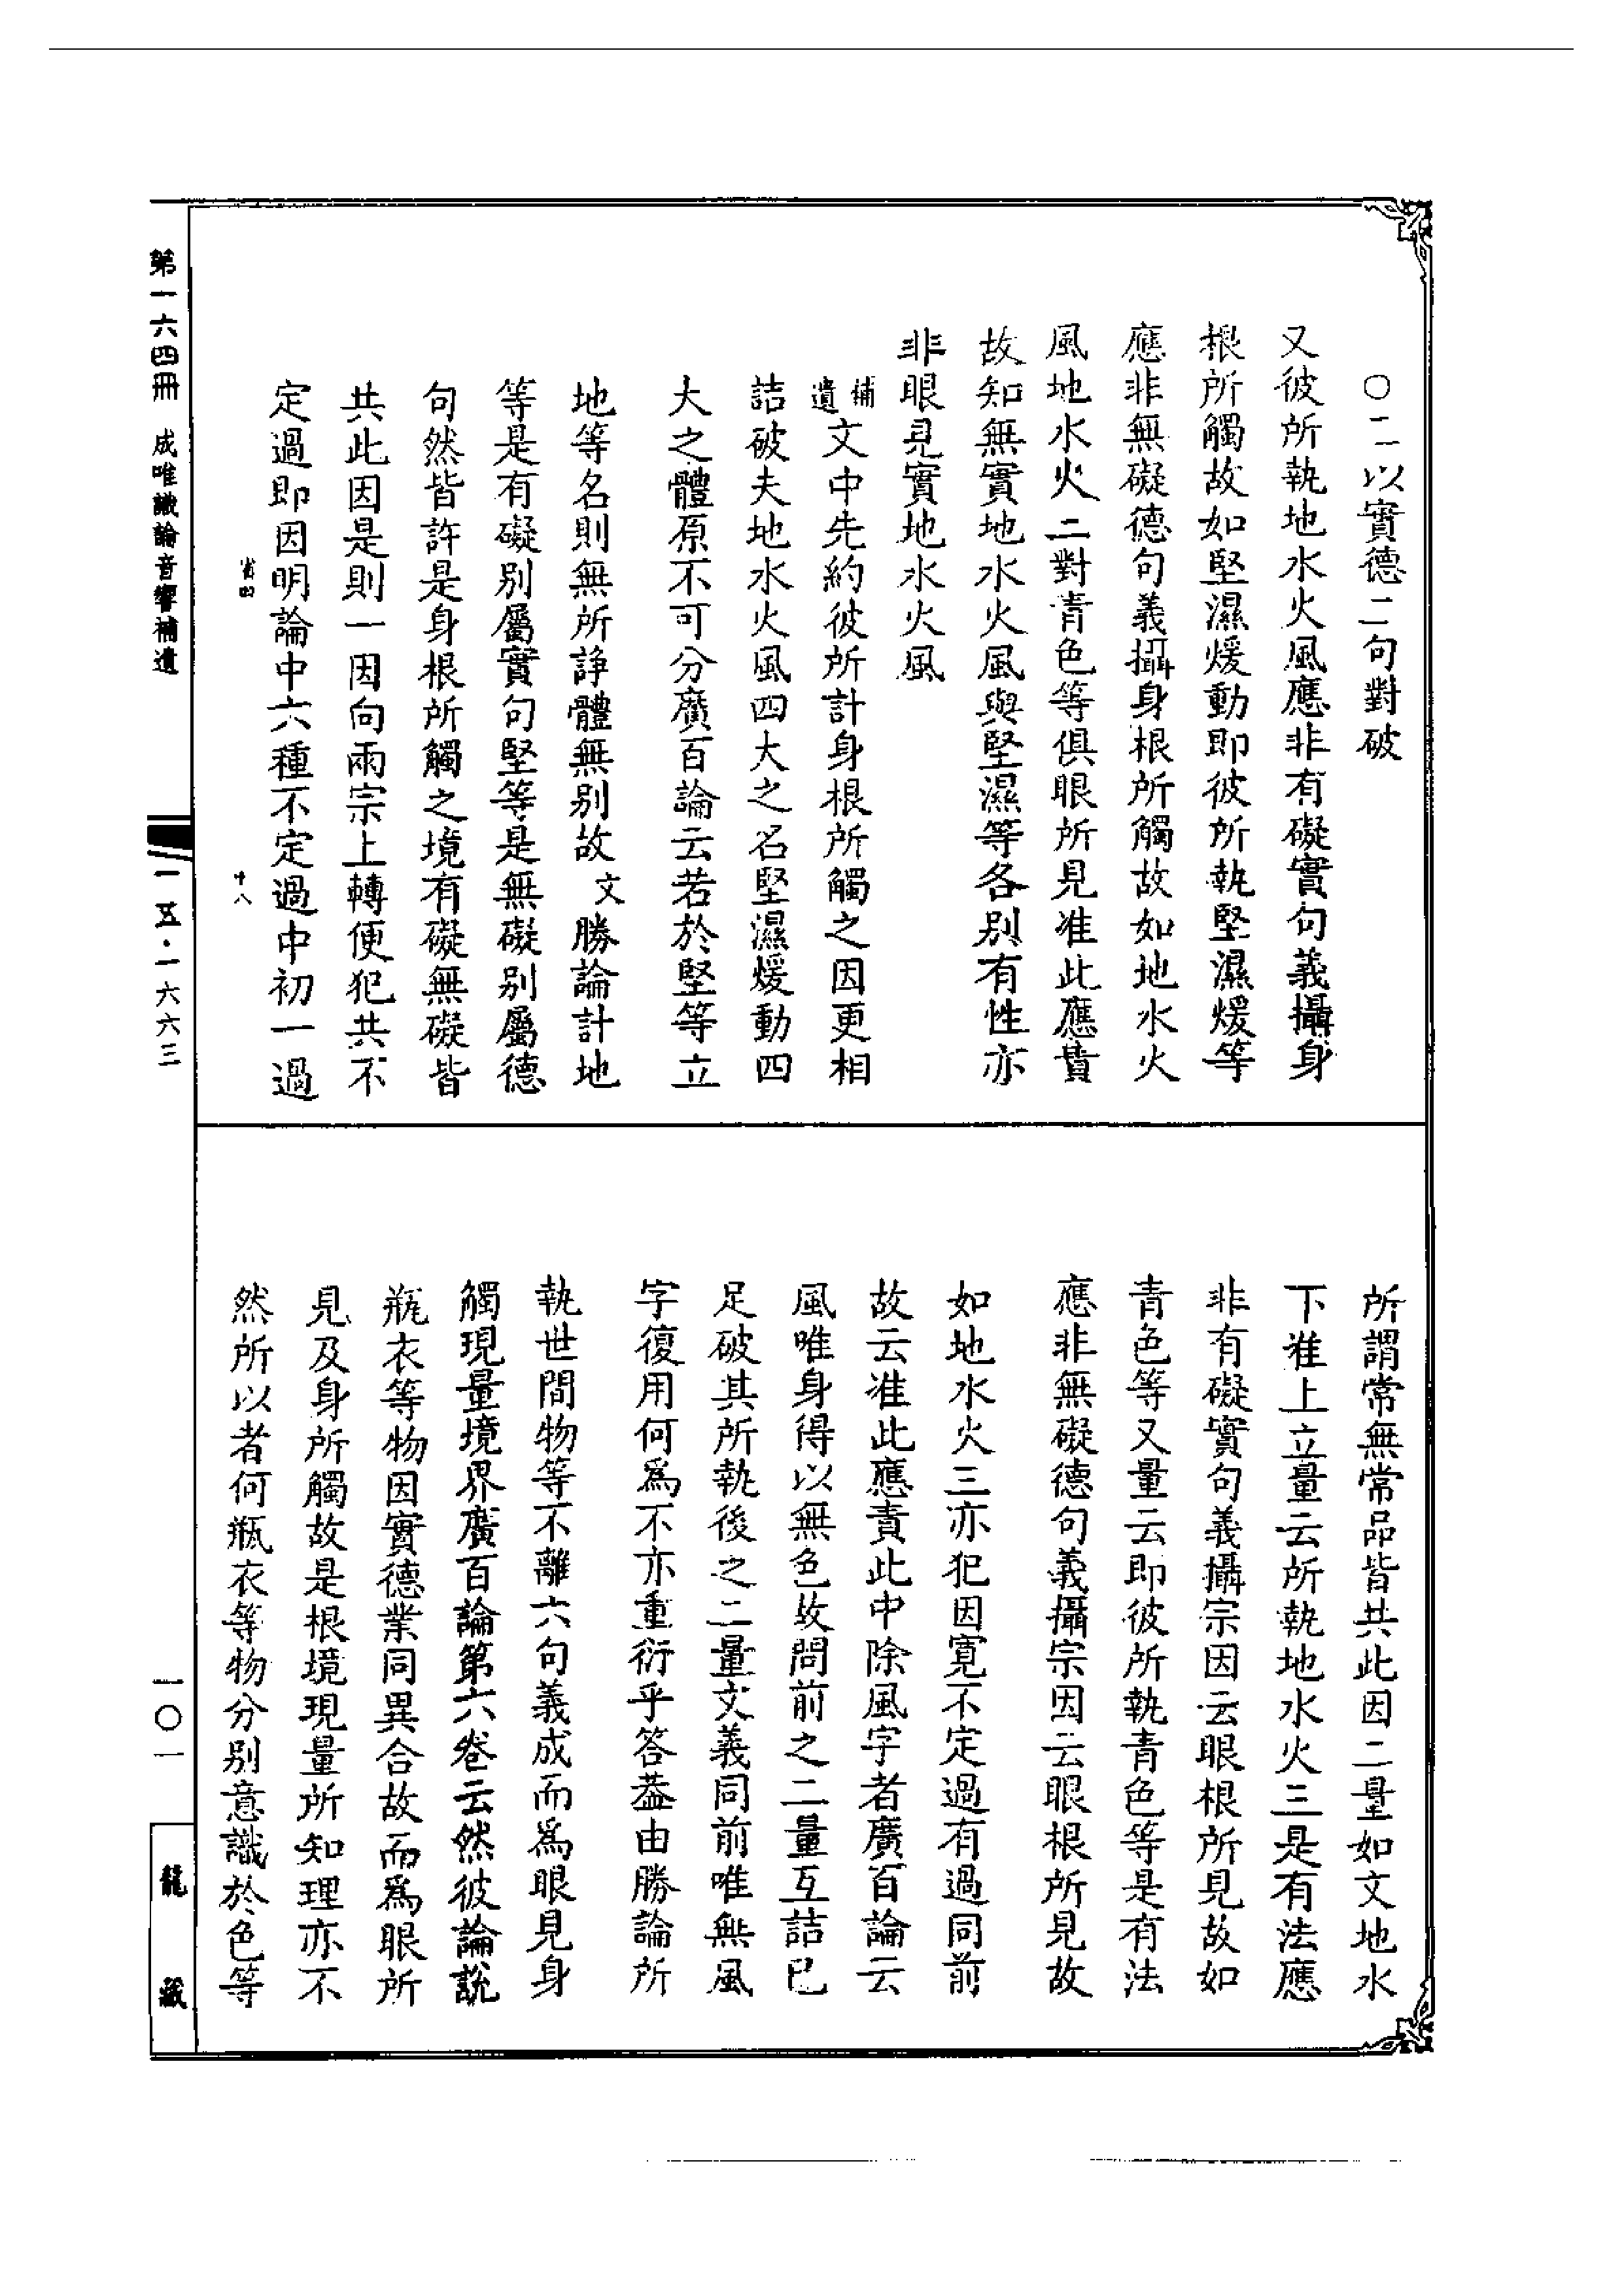 ○二以實德二句對破
又彼所執地水火風應非有礙實句義攝身
根所觸故如堅濕煖動即彼所執堅濕煖等
應非無礙德句義攝身根所觸故如地水火
風地水火二對青色等俱眼所見准此應責
故知無實地水火風與堅濕等各別有性亦
非眼見實地水火風
補遺文中先約彼所計身根所觸之因更相
詰破夫地水火風四大之名堅濕煖動四
大之體原不可分廣百論云若於堅等立
地等名則無所諍體無別故文勝論計地
等是有礙別屬實句堅等是無礙別屬德
句然皆許是身根所觸之境有礙無礙皆
共此因是則一因向兩宗上轉便犯共不
定過即因明論中六種不定過中初一過
所謂常無常品皆共此因二量如文地水
下准上立量云所執地水火三是有法應
非有礙實句義攝宗因云眼根所見故如
青色等又量云即彼所執青色等是有法
應非無礙德句義攝宗因云眼根所見故
如地水火三亦犯因寬不定過有過同前
故云准此應責此中除風字者廣百論云
風唯身得以無色故問前之二量互詰已
足破其所執後之二量文義同前唯無風
字復用何為不亦重衍乎答葢由勝論所
執世間物等不離六句義成而為眼見身
觸現量境界廣百論第六卷云然彼論說
瓶衣等物因實德業同異合故而為眼所
見及身所觸故是根境現量所知理亦不
然所以者何瓶衣等物分別意識於色等
第一六四冊 成唯識論音響補遺
十八
一五·一六六三
一〇一
龍藏